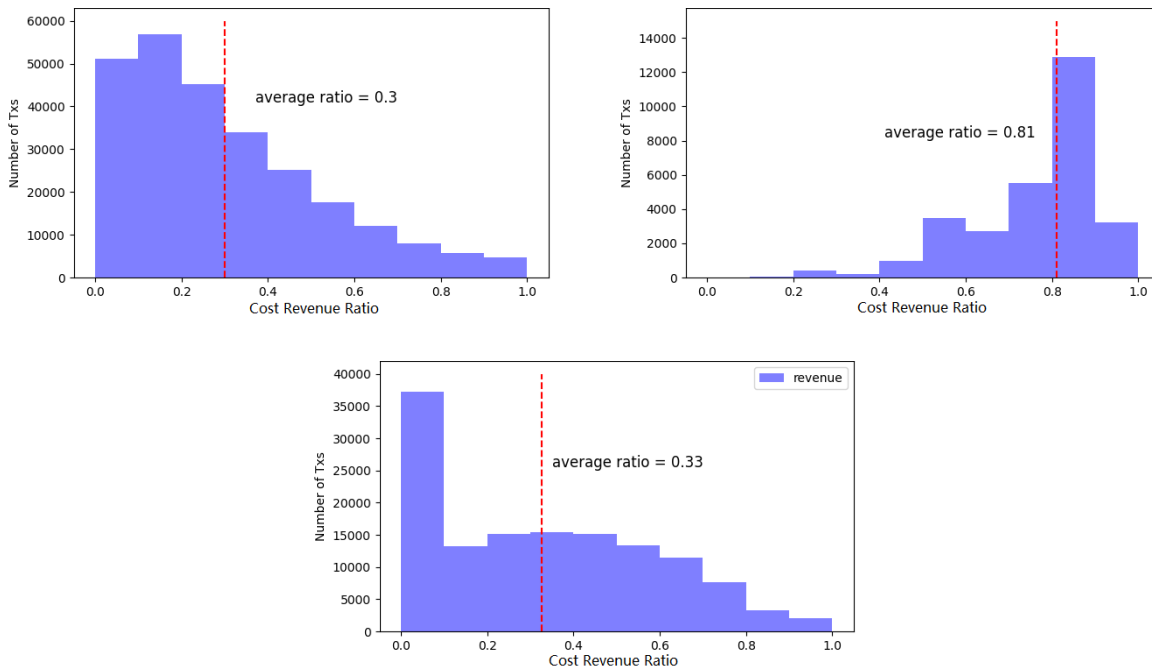 60000
50000
40000
30000
20000
10000
0
Number of Txs
average ratio = 0.3
0.0 0.2 0.4 0.6 0.8 1.0
Cost Revenue Ratio
14000
12000
10000
8000
6000
4000
2000
0
Number of Txs
average ratio = 0.81
0.0 0.2 0.4 0.6 0.8 1.0
Cost Revenue Ratio
40000
35000
30000
25000
20000
15000
10000
5000
0
Number of Txs
revenue
average ratio = 0.33
0.0 0.2 0.4 0.6 0.8 1.0
Cost Revenue Ratio